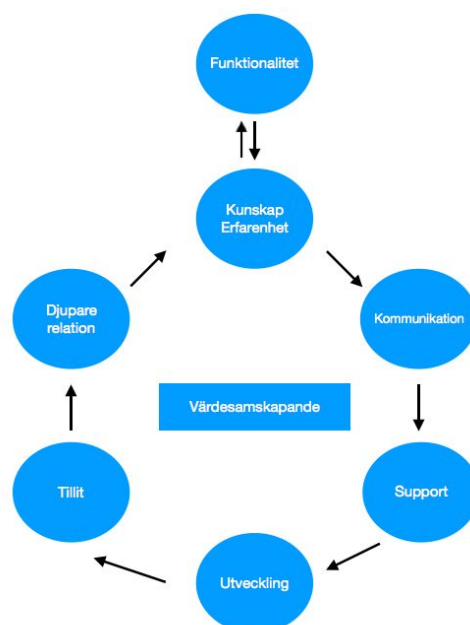 Funktionalitet
Kunskap
Erfarenhet
Kommunikation
Support
Utveckling
Tillit
Djupare
relation
Värdesamskapande